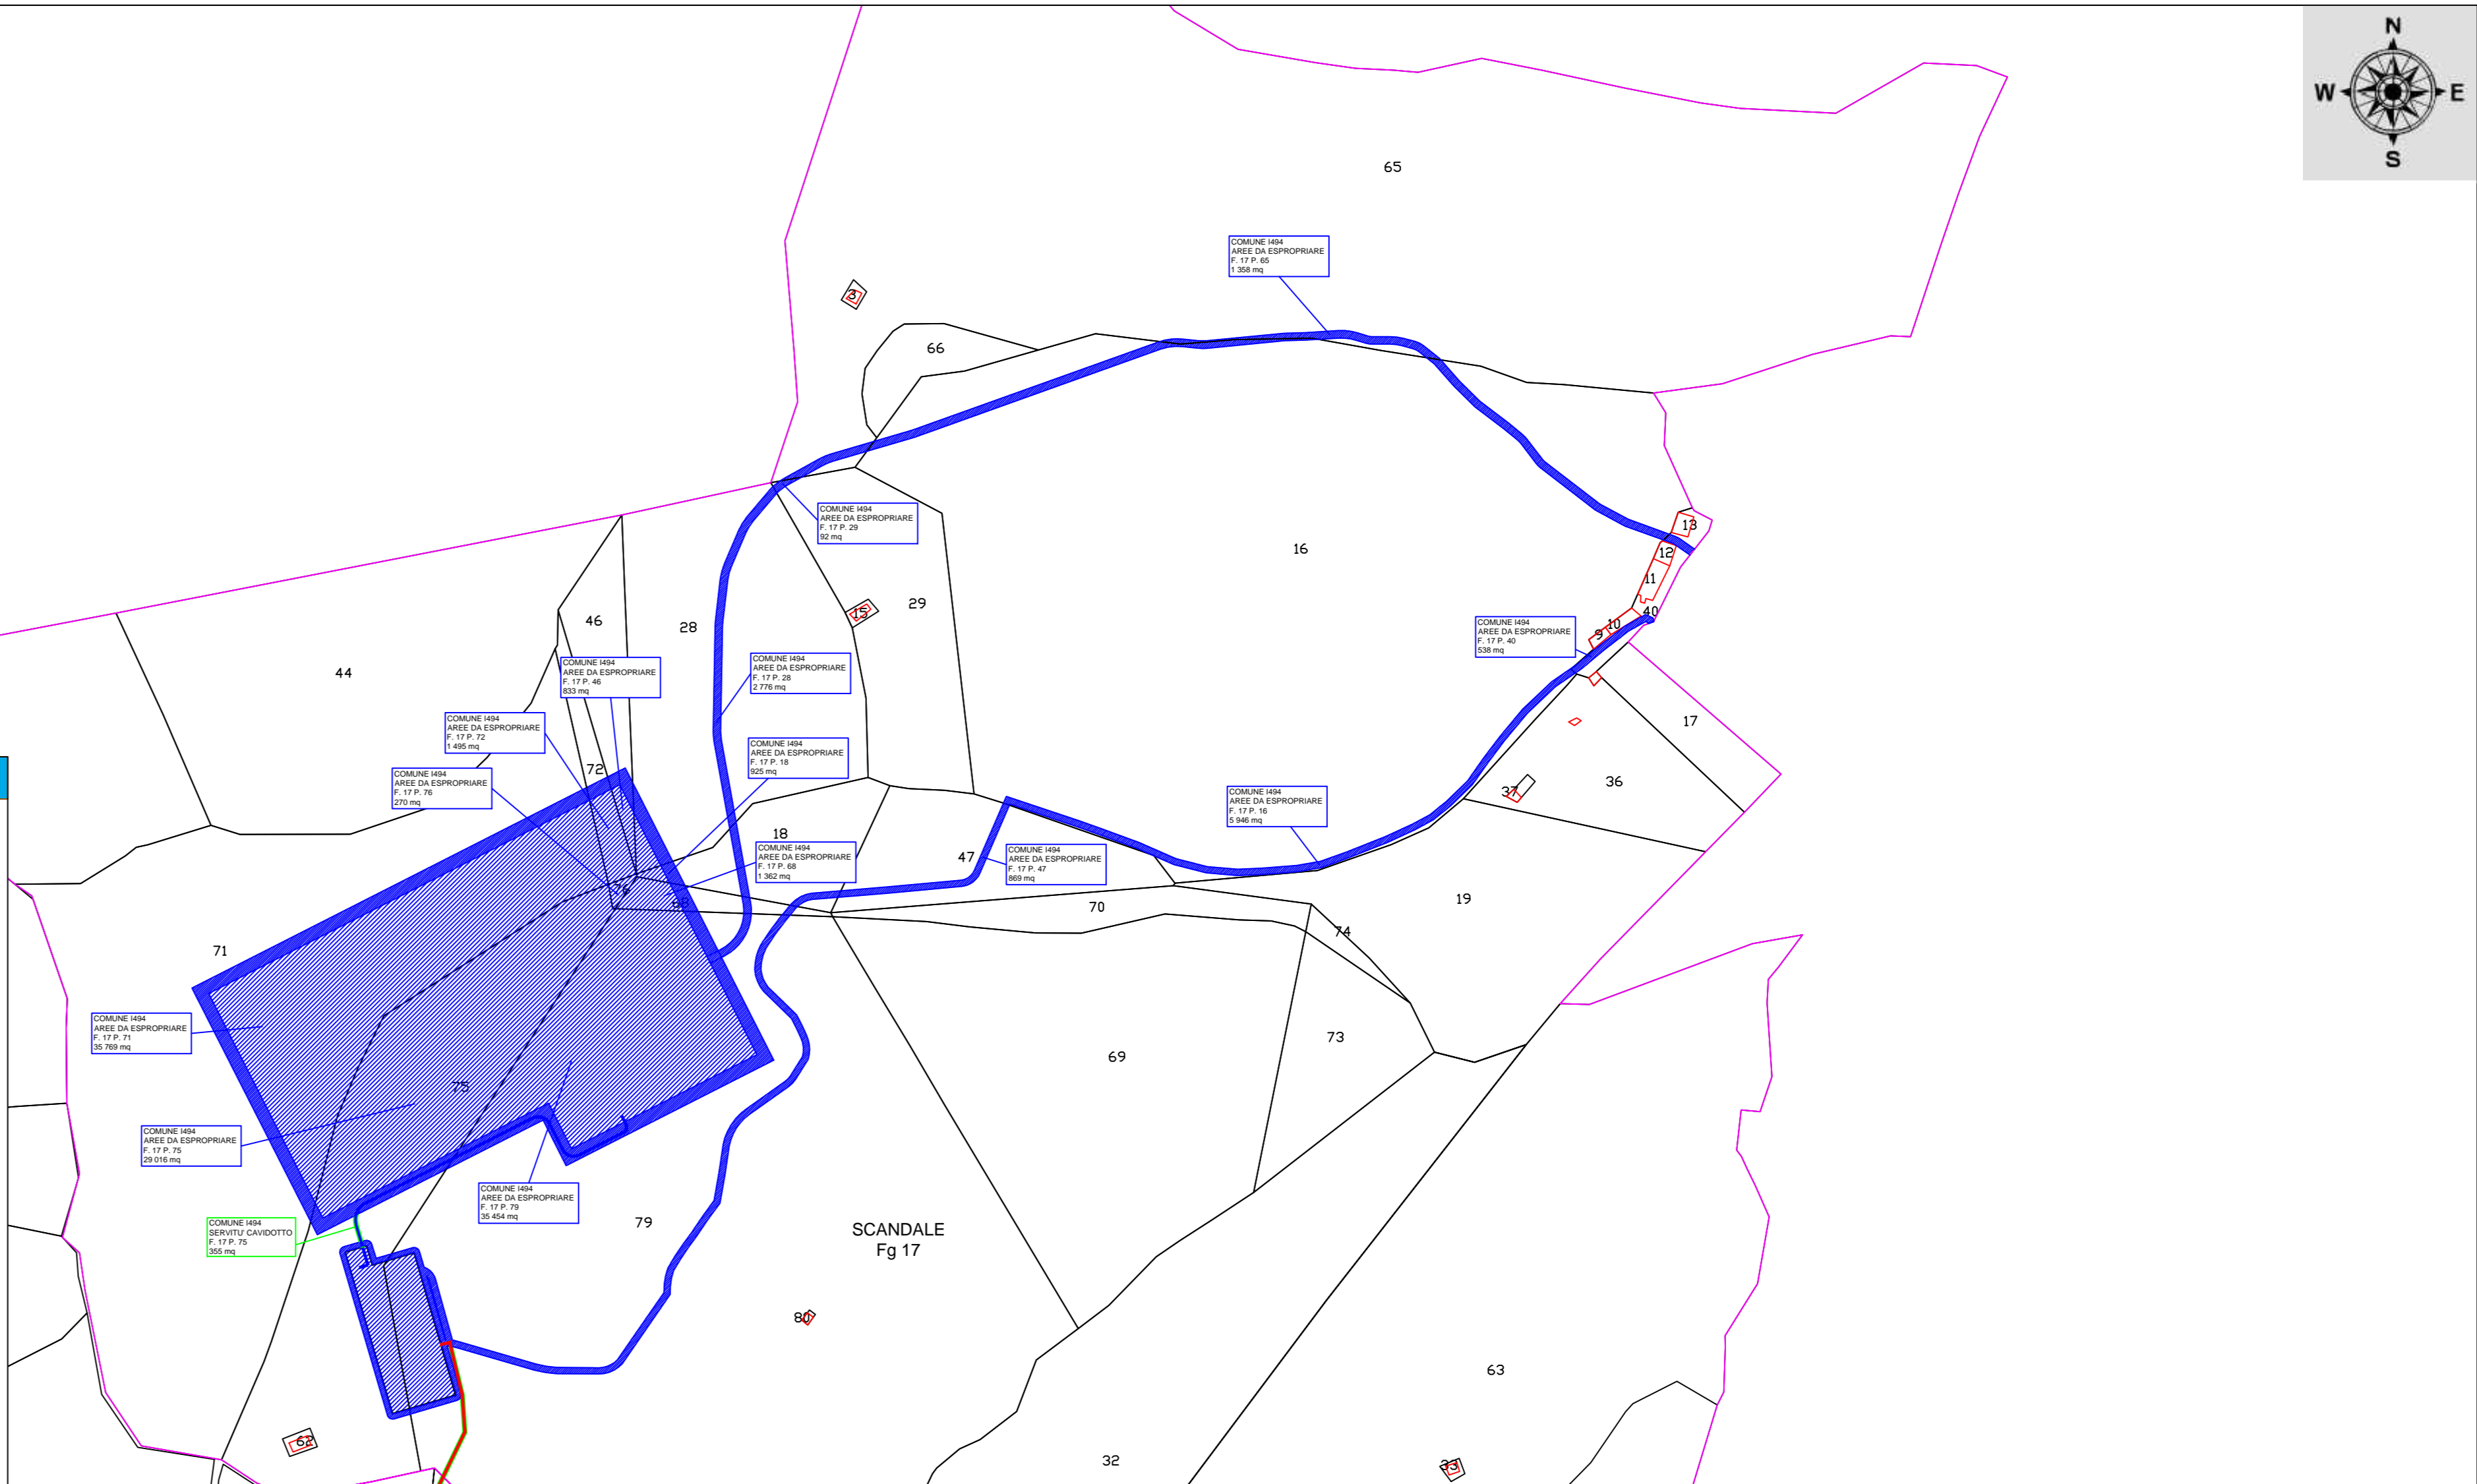 N
W
E
S
65
COMUNE I494
AREE DA ESPROPRIARE
F. 17 P. 65
1 358 mq
3
66
COMUNE I494
AREE DA ESPROPRIARE
F. 17 P. 29
92 mq
16
13
12
11
40
10
9
COMUNE I494
AREE DA ESPROPRIARE
F. 17 P. 40
538 mq
15
29
46
28
44
COMUNE I494
AREE DA ESPROPRIARE
F. 17 P. 46
833 mq
COMUNE I494
AREE DA ESPROPRIARE
F. 17 P. 28
2 776 mq
COMUNE I494
AREE DA ESPROPRIARE
F. 17 P. 72
1 495 mq
COMUNE I494
AREE DA ESPROPRIARE
F. 17 P. 18
925 mq
72
COMUNE I494
AREE DA ESPROPRIARE
F. 17 P. 76
270 mq
17
36
37
COMUNE I494
AREE DA ESPROPRIARE
F. 17 P. 16
5 946 mq
18
COMUNE I494
AREE DA ESPROPRIARE
F. 17 P. 68
1 362 mq
47
COMUNE I494
AREE DA ESPROPRIARE
F. 17 P. 47
869 mq
76
68
70
19
74
71
COMUNE I494
AREE DA ESPROPRIARE
F. 17 P. 71
35 769 mq
73
69
75
COMUNE I494
AREE DA ESPROPRIARE
F. 17 P. 75
29 016 mq
COMUNE I494
AREE DA ESPROPRIARE
F. 17 P. 79
35 454 mq
79
COMUNE I494
SERVITU' CAVIDOTTO
F. 17 P. 75
355 mq
SCANDALE
Fg 17
80
63
62
32
33